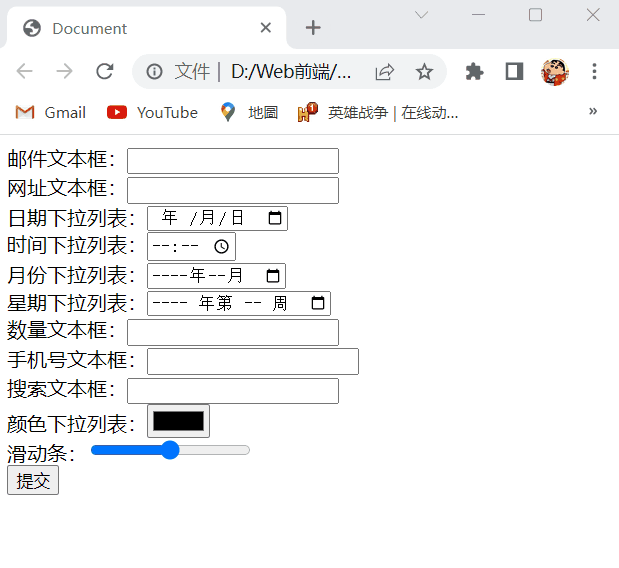 Document
文件 | D:/Web前端/...
Gmail YouTube 地圖 英雄战争 | 在线动... »
邮件文本框：
网址文本框：
日期下拉列表： 年 /月/日
时间下拉列表： --:--
月份下拉列表： ----年--月
星期下拉列表： ---- 年第 -- 周
数量文本框：
手机号文本框：
搜索文本框：
颜色下拉列表：
滑动条：
提交